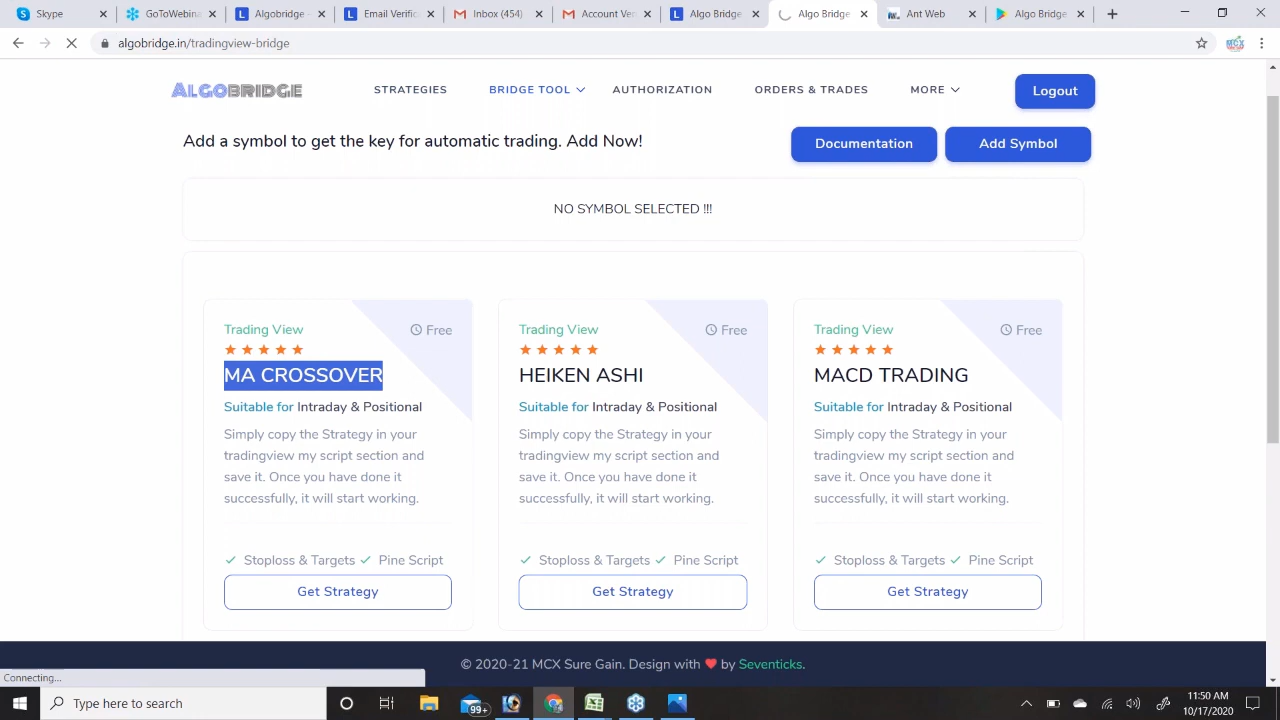 Skype
GoToWebina
Algobridge -
Email Verific
Inbox (454)
Account Ver
Algo Bridge
Algo Bridge
Ant Web
Algo Bridge
algobridge.in/tradingview-bridge
ALGOBRIDGE
STRATEGIES
BRIDGE TOOL
AUTHORIZATION
ORDERS & TRADES
MORE
Logout
Add a symbol to get the key for automatic trading. Add Now!
Documentation
Add Symbol
NO SYMBOL SELECTED !!!
Trading View
Free
MA CROSSOVER
Suitable for Intraday & Positional
Simply copy the Strategy in your
tradingview my script section and
save it. Once you have done it
successfully, it will start working.
Stoploss & Targets
Pine Script
Get Strategy
Trading View
Free
HEIKEN ASHI
Suitable for Intraday & Positional
Simply copy the Strategy in your
tradingview my script section and
save it. Once you have done it
successfully, it will start working.
Stoploss & Targets
Pine Script
Get Strategy
Trading View
Free
MACD TRADING
Suitable for Intraday & Positional
Simply copy the Strategy in your
tradingview my script section and
save it. Once you have done it
successfully, it will start working.
Stoploss & Targets
Pine Script
Get Strategy
© 2020-21 MCX Sure Gain. Design with ❤ by Seventicks.
Connecting...
Type here to search
99+
11:50 AM
10/17/2020